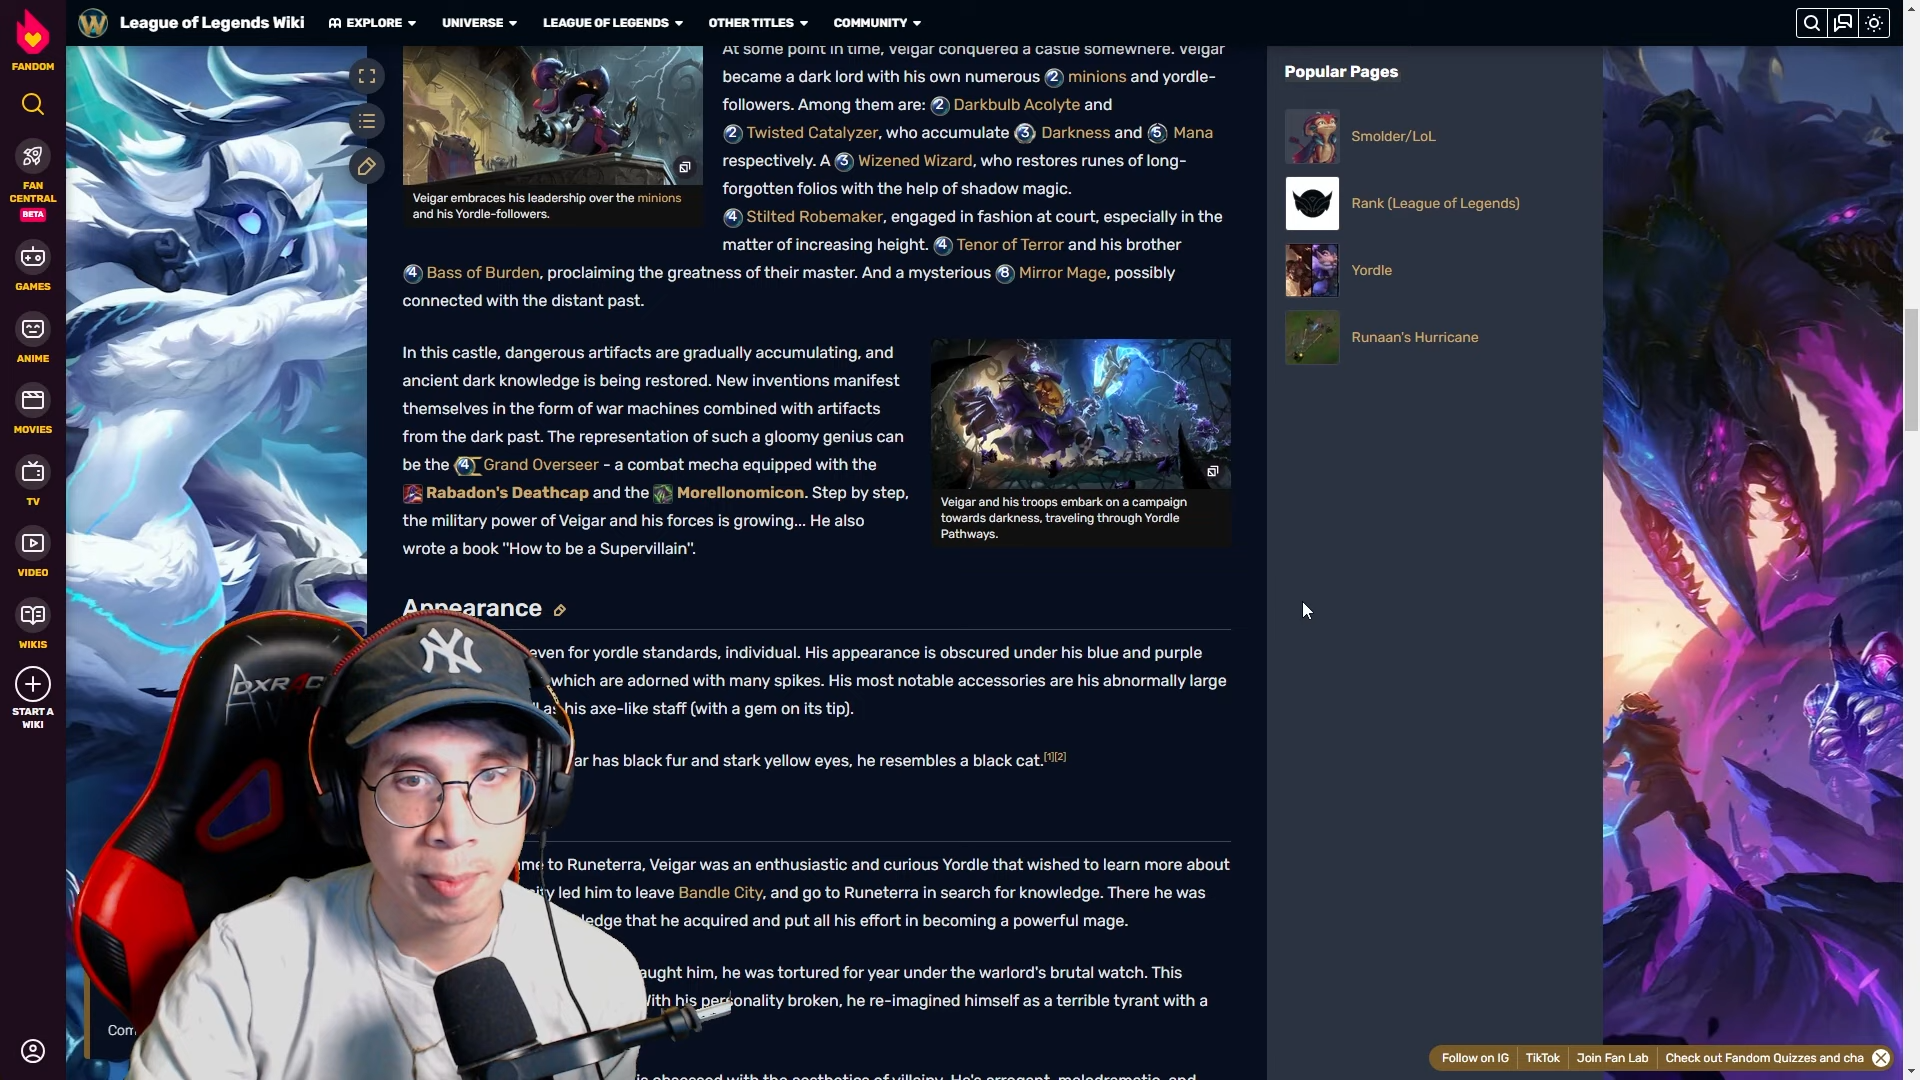 League of Legends Wiki
EXPLORE
UNIVERSE
LEAGUE OF LEGENDS
OTHER TITLES
COMMUNITY
FANDOM
FAN CENTRAL
BETA
GAMES
ANIME
MOVIES
TV
VIDEO
WIKIS
START A WIKI
At some point in time, Veigar conquered a castle somewhere. Veigar
became a dark lord with his own numerous 2 minions and yordle-
followers. Among them are: 2 Darkbulb Acolyte and
2 Twisted Catalyzer, who accumulate 3 Darkness and 5 Mana
respectively. A 3 Wizened Wizard, who restores runes of long-
forgotten folios with the help of shadow magic.
4 Stilted Robemaker, engaged in fashion at court, especially in the
matter of increasing height. 4 Tenor of Terror and his brother
4 Bass of Burden, proclaiming the greatness of their master. And a mysterious 8 Mirror Mage, possibly
connected with the distant past.
Veigar embraces his leadership over the minions
and his Yordle-followers.
In this castle, dangerous artifacts are gradually accumulating, and
ancient dark knowledge is being restored. New inventions manifest
themselves in the form of war machines combined with artifacts
from the dark past. The representation of such a gloomy genius can
be the 4 Grand Overseer - a combat mecha equipped with the
Rabadon's Deathcap and the Morellonomicon. Step by step,
the military power of Veigar and his forces is growing... He also
wrote a book "How to be a Supervillain".
Veigar and his troops embark on a campaign
towards darkness, traveling through Yordle
Pathways.
Appearance
even for yordle standards, individual. His appearance is obscured under his blue and purple
which are adorned with many spikes. His most notable accessories are his abnormally large
as his axe-like staff (with a gem on its tip).
has black fur and stark yellow eyes, he resembles a black cat.[1][2]
to Runeterra, Veigar was an enthusiastic and curious Yordle that wished to learn more about
led him to leave Bandle City, and go to Runeterra in search for knowledge. There he was
that he acquired and put all his effort in becoming a powerful mage.
him, he was tortured for year under the warlord's brutal watch. This
With his personality broken, he re-imagined himself as a terrible tyrant with a
is obsessed with the aesthetics of villainy. He's arrogant, melodramatic, and
Popular Pages
Smolder/LoL
Rank (League of Legends)
Yordle
Runaan's Hurricane
DXRACER
NY
Com
Follow on IG
TikTok
Join Fan Lab
Check out Fandom Quizzes and cha